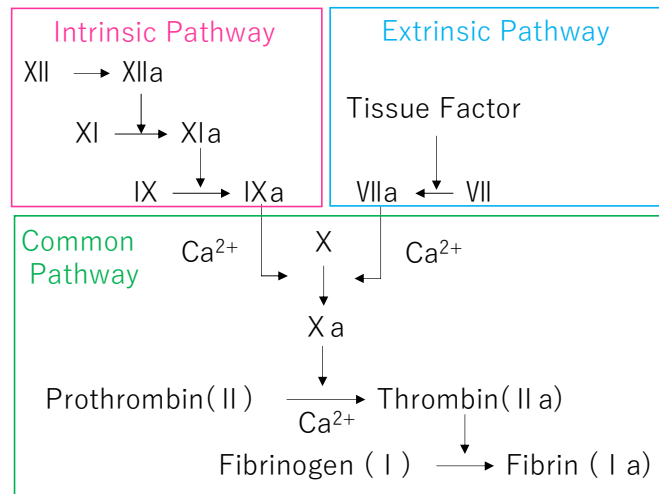 Intrinsic Pathway
XII XIIa
XI XIa
IX IXa
Extrinsic Pathway
Tissue Factor
VIIa VII
Common
Pathway
Ca2+ X Ca2+
Xa
Prothrombin(II) Thrombin(IIa)
Ca2+
Fibrinogen (I) Fibrin (Ia)